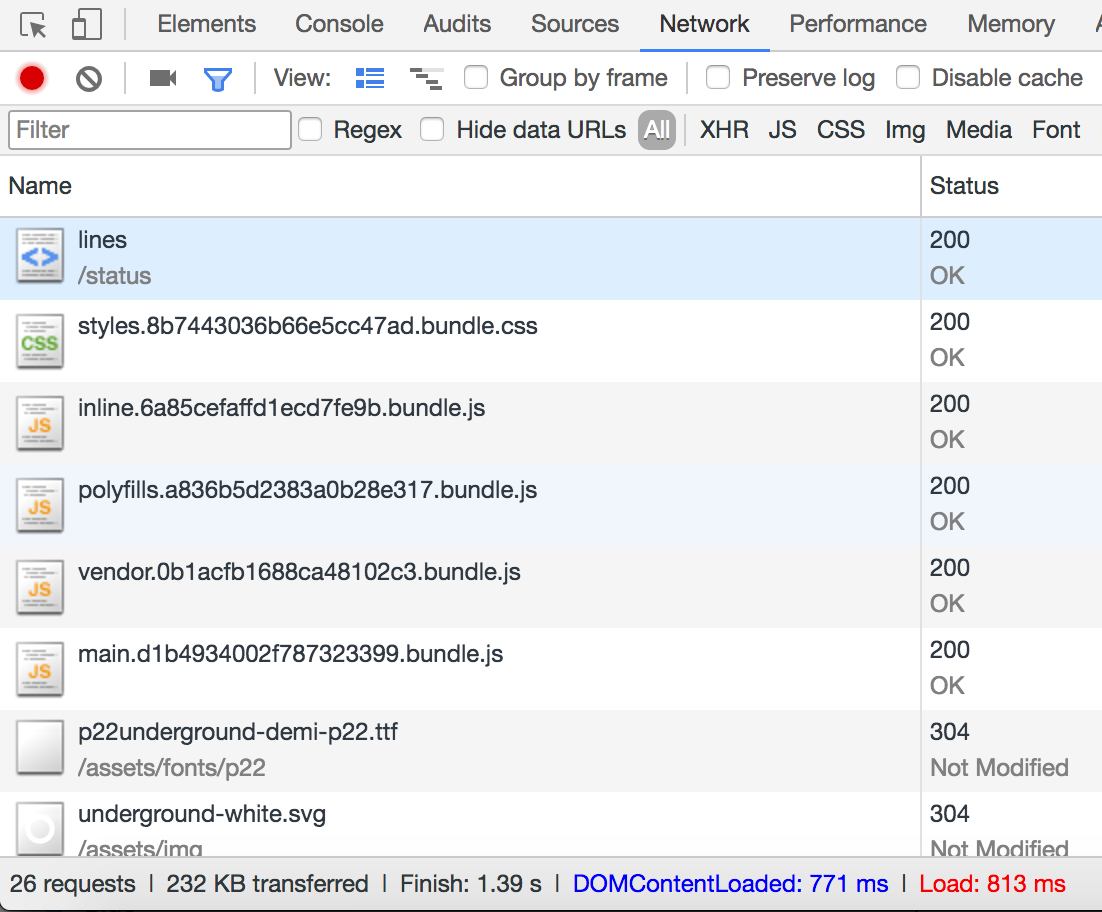 Elements Console Audits Sources Network Performance Memory
View: Group by frame Preserve log Disable cache
Filter Regex Hide data URLs All XHR JS CSS Img Media Font
Name Status
lines 200
/status OK
styles.8b7443036b66e5cc47ad.bundle.css 200
CSS OK
inline.6a85cefaffd1ecd7fe9b.bundle.js 200
JS OK
polyfills.a836b5d2383a0b28e317.bundle.js 200
JS OK
vendor.0b1acfb1688ca48102c3.bundle.js 200
JS OK
main.d1b4934002f787323399.bundle.js 200
JS OK
p22underground-demi-p22.ttf 304
/assets/fonts/p22 Not Modified
underground-white.svg 304
/assets/img Not Modified
26 requests | 232 KB transferred | Finish: 1.39 s | DOMContentLoaded: 771 ms | Load: 813 ms